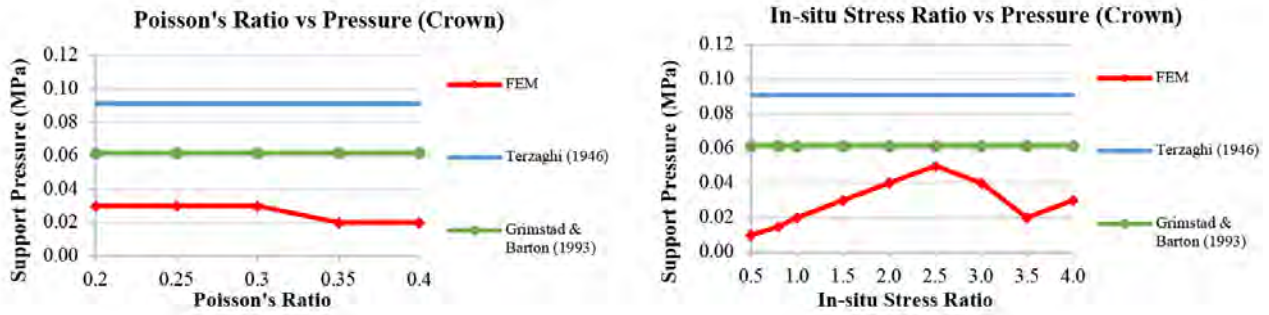 Poisson's Ratio vs Pressure (Crown)
Support Pressure (MPa)
0.12
0.10
0.08
0.06
0.04
0.02
0.00
0.2 0.25 0.3 0.35 0.4
Poisson's Ratio
FEM
Terzaghi (1946)
Grimstad &
Barton (1993)
In-situ Stress Ratio vs Pressure (Crown)
Support Pressure (MPa)
0.12
0.10
0.08
0.06
0.04
0.02
0.00
0.5 1.0 1.5 2.0 2.5 3.0 3.5 4.0
In-situ Stress Ratio
FEM
Terzaghi (1946)
Grimstad &
Barton (1993)